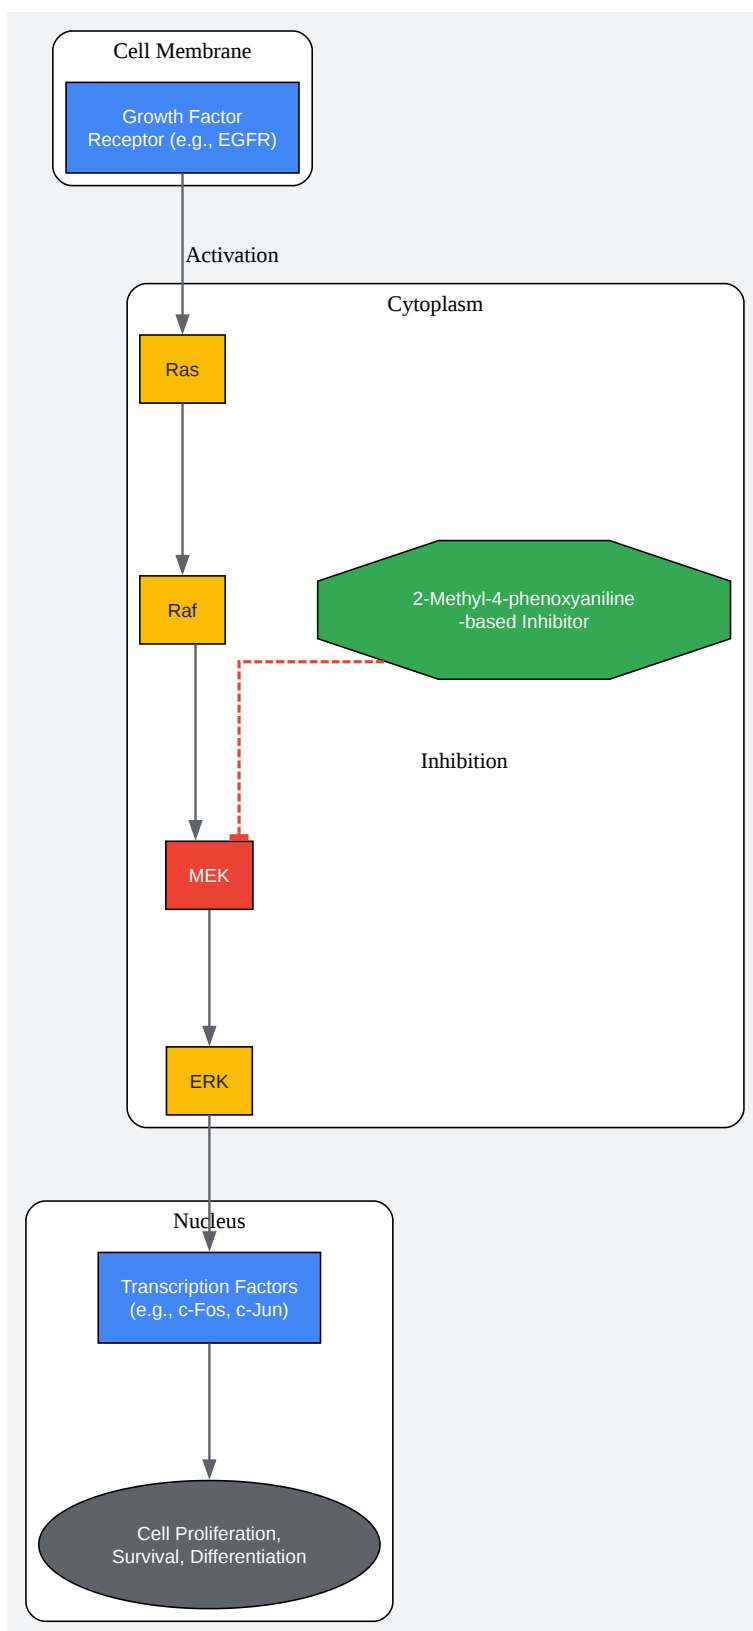 Cell Membrane
Growth Factor
Receptor (e.g., EGFR)
Activation
Cytoplasm
Ras
Raf
2-Methyl-4-phenoxyaniline
-based Inhibitor
Inhibition
MEK
ERK
Nucleus
Transcription Factors
(e.g., c-Fos, c-Jun)
Cell Proliferation,
Survival, Differentiation